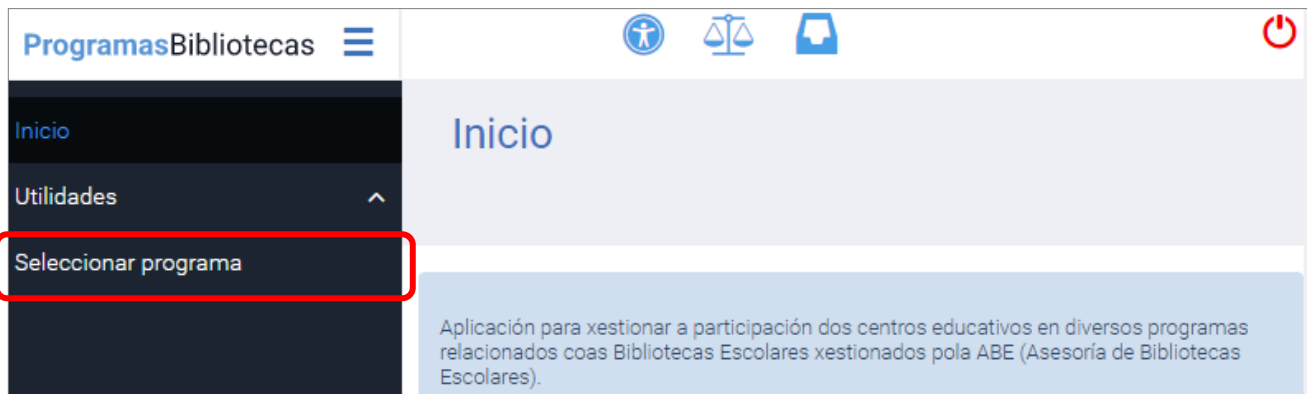 ProgramasBibliotecas
Inicio
Utilidades
Seleccionar programa
Inicio
Aplicación para xestionar a participación dos centros educativos en diversos programas
relacionados coas Bibliotecas Escolares xestionados pola ABE (Asesoría de Bibliotecas
Escolares).